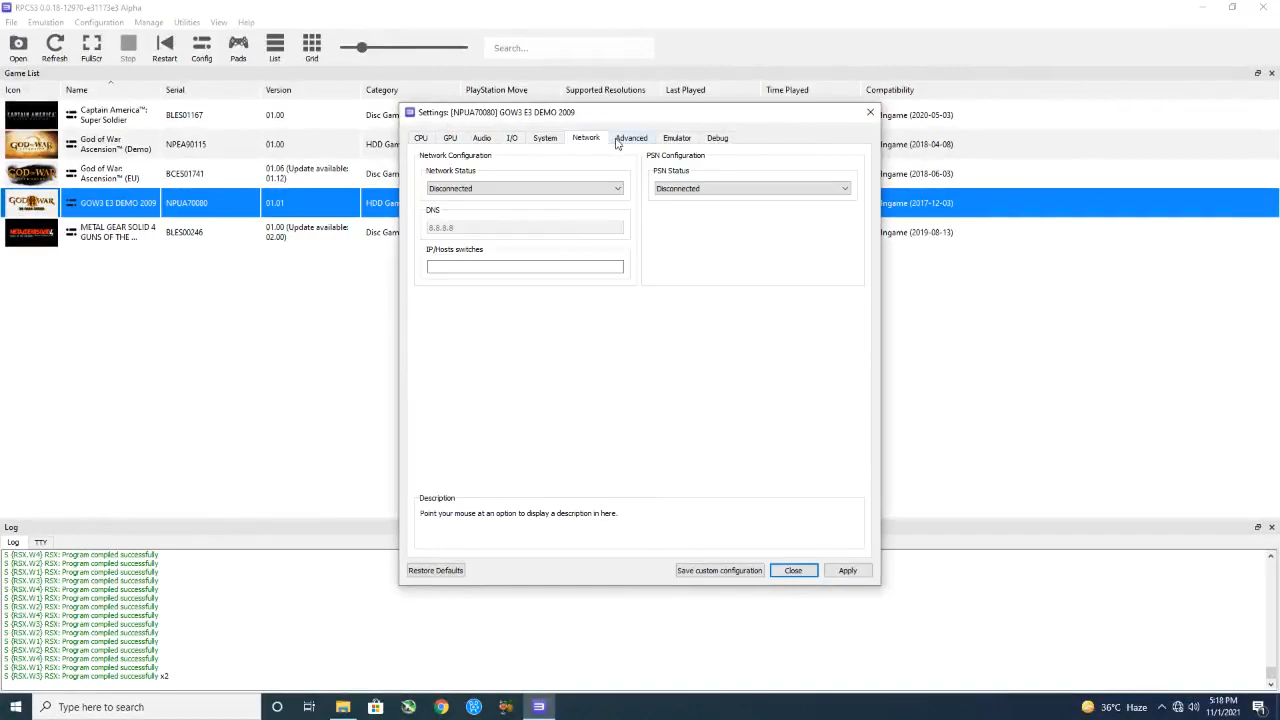 RPCS3 0.0.18-12970-e31173e3 Alpha
File Emulation Configuration Manage Utilities View Help
Open Refresh FullScr Stop Restart Config Pads List Grid Search...
Game List
Icon Name Serial Version Category PlayStation Move Supported Resolutions Last Played Time Played Compatibility
Captain America™:
Super Soldier BLES01167 01.00 Disc Gam Ingame (2020-05-03)
God of War
Ascension™ (Demo) NPEA90115 1.00 HDD Gam Ingame (2018-04-08)
God of War:
Ascension™ (EU) BCES01741 01.06 (Update available:
01.12) Disc Gam Ingame (2018-06-03)
GOW3 E3 DEMO 2009 NPUA70080 01.01 HDD Gam Ingame (2017-12-03)
METAL GEAR SOLID 4
GUNS OF THE ... BLES00246 01.00 (Update available:
02.00) Disc Gam Ingame (2019-08-13)
Settings: [NPUA70080] GOW3 E3 DEMO 2009
CPU GPU Audio I/O System Network Advanced Emulator Debug
Network Configuration
Network Status
Disconnected
DNS
8.8.8.8
IP/Hosts switches
PSN Configuration
PSN Status
Disconnected
Description
Point your mouse at an option to display a description in here.
Restore Defaults Save custom configuration Close Apply
Log
Log TTY
S {RSX.W4} RSX: Program compiled successfully
S {RSX.W2} RSX: Program compiled successfully
S {RSX.W1} RSX: Program compiled successfully
S {RSX.W3} RSX: Program compiled successfully
S {RSX.W4} RSX: Program compiled successfully
S {RSX.W1} RSX: Program compiled successfully
S {RSX.W2} RSX: Program compiled successfully
S {RSX.W4} RSX: Program compiled successfully
S {RSX.W3} RSX: Program compiled successfully
S {RSX.W2} RSX: Program compiled successfully
S {RSX.W1} RSX: Program compiled successfully
S {RSX.W2} RSX: Program compiled successfully
S {RSX.W4} RSX: Program compiled successfully
S {RSX.W1} RSX: Program compiled successfully
S {RSX.W3} RSX: Program compiled successfully x2
Type here to search
36°C Haze
5:18 PM
11/1/2021